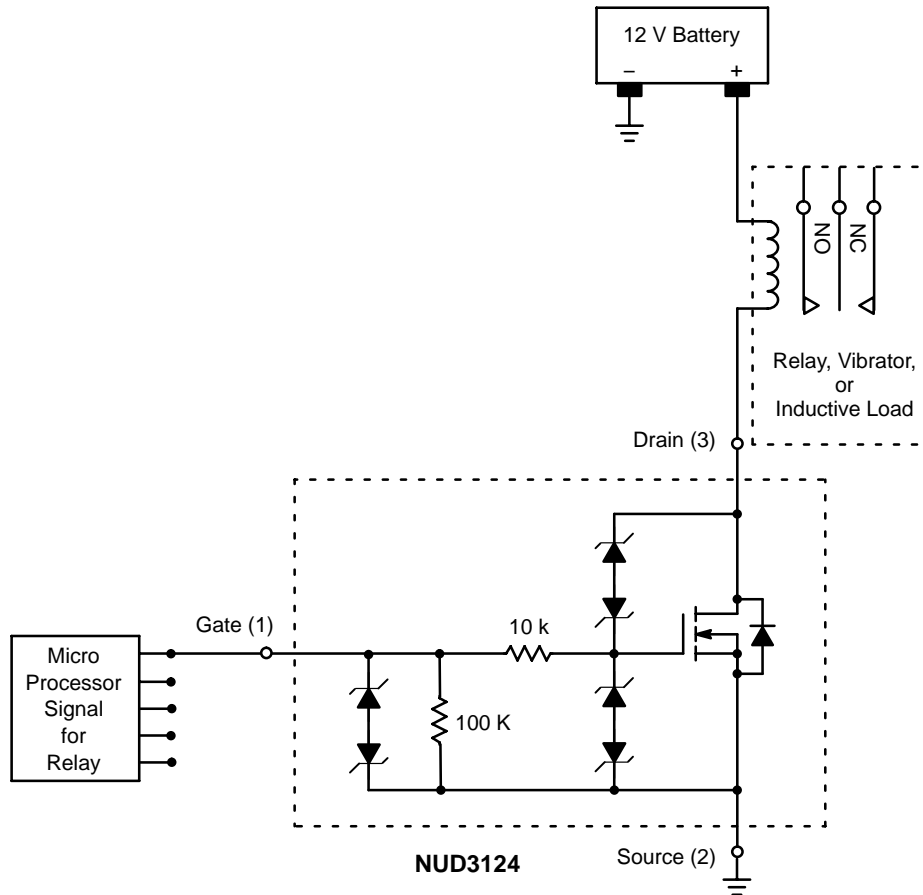 12 V Battery
– +
NO
NC
Relay, Vibrator,
or
Inductive Load
Drain (3)
Gate (1)
10 k
100 K
Micro
Processor
Signal
for
Relay
Source (2)
NUD3124